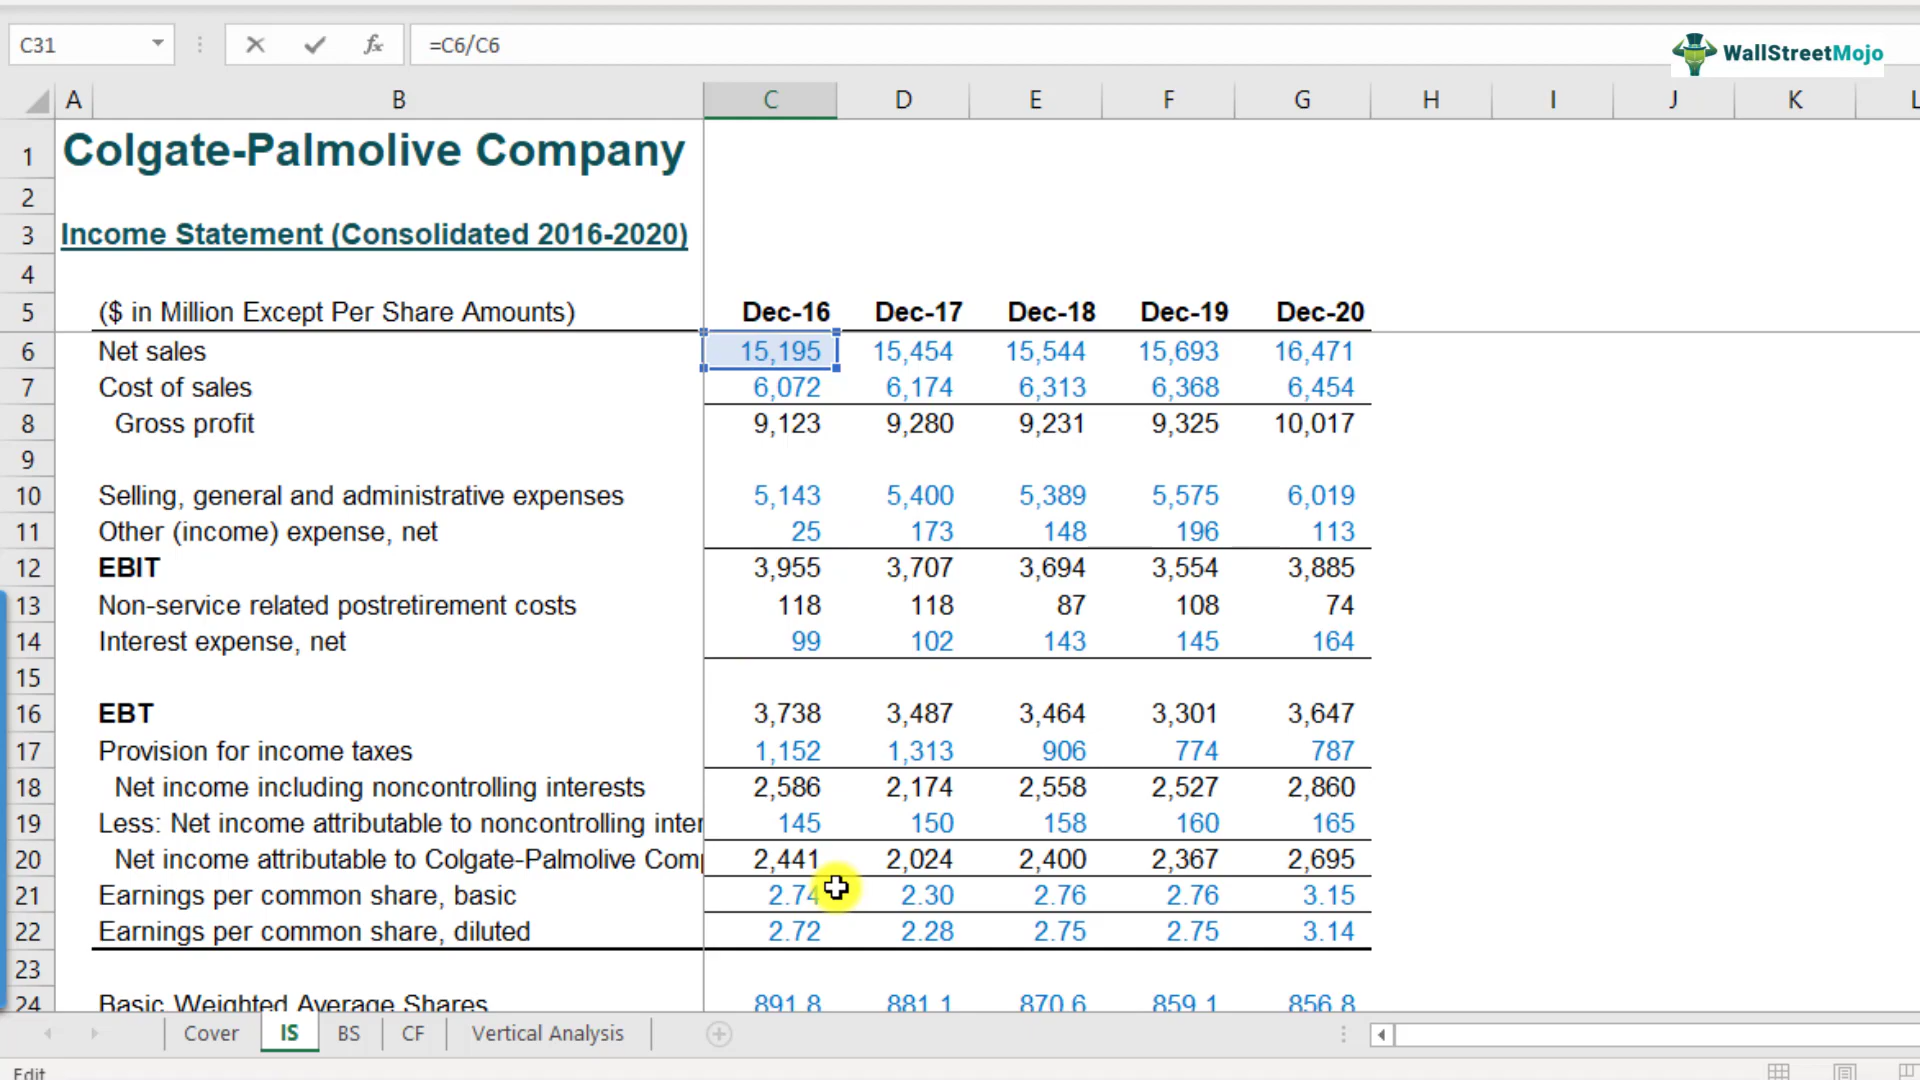 C31 fx =C6/C6
WallStreetMojo
A B C D E F G H I J K L
1 Colgate-Palmolive Company
2
3 Income Statement (Consolidated 2016-2020)
4
5 ($ in Million Except Per Share Amounts) Dec-16 Dec-17 Dec-18 Dec-19 Dec-20
6 Net sales 15,195 15,454 15,544 15,693 16,471
7 Cost of sales 6,072 6,174 6,313 6,368 6,454
8 Gross profit 9,123 9,280 9,231 9,325 10,017
9
10 Selling, general and administrative expenses 5,143 5,400 5,389 5,575 6,019
11 Other (income) expense, net 25 173 148 196 113
12 EBIT 3,955 3,707 3,694 3,554 3,885
13 Non-service related postretirement costs 118 118 87 108 74
14 Interest expense, net 99 102 143 145 164
15
16 EBT 3,738 3,487 3,464 3,301 3,647
17 Provision for income taxes 1,152 1,313 906 774 787
18 Net income including noncontrolling interests 2,586 2,174 2,558 2,527 2,860
19 Less: Net income attributable to noncontrolling inter 145 150 158 160 165
20 Net income attributable to Colgate-Palmolive Comp 2,441 2,024 2,400 2,367 2,695
21 Earnings per common share, basic 2.74 2.30 2.76 2.76 3.15
22 Earnings per common share, diluted 2.72 2.28 2.75 2.75 3.14
23
24 Basic Weighted Average Shares 891.8 881.1 870.6 859.1 856.8
Cover IS BS CF Vertical Analysis
Edit